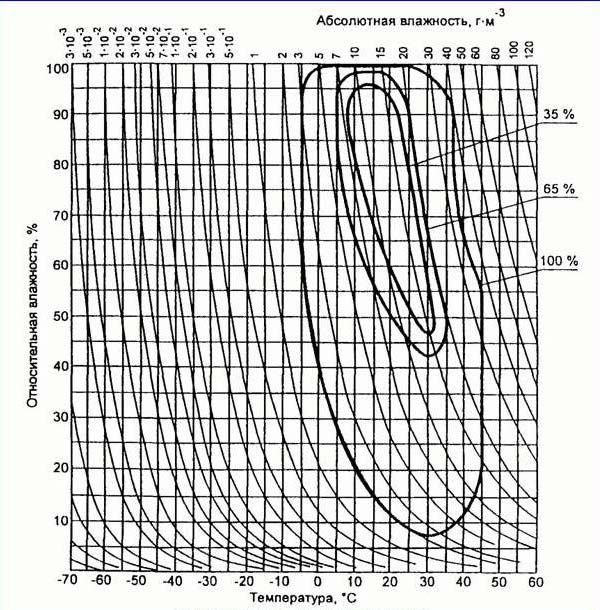 Абсолютная влажность, г·м⁻³
3·10⁻³ 5·10⁻³ 1·10⁻² 2·10⁻² 3·10⁻² 5·10⁻² 7·10⁻¹ 1·10⁻¹ 2·10⁻¹ 3·10⁻¹ 5·10⁻¹ 1 2 3 5 7 10 15 20 30 40 50 60 80 100 120
100
90
80
70
60
50
40
30
20
10
Относительная влажность, %
35 %
65 %
100 %
-70 -60 -50 -40 -30 -20 -10 0 10 20 30 40 50 60
Температура, °C